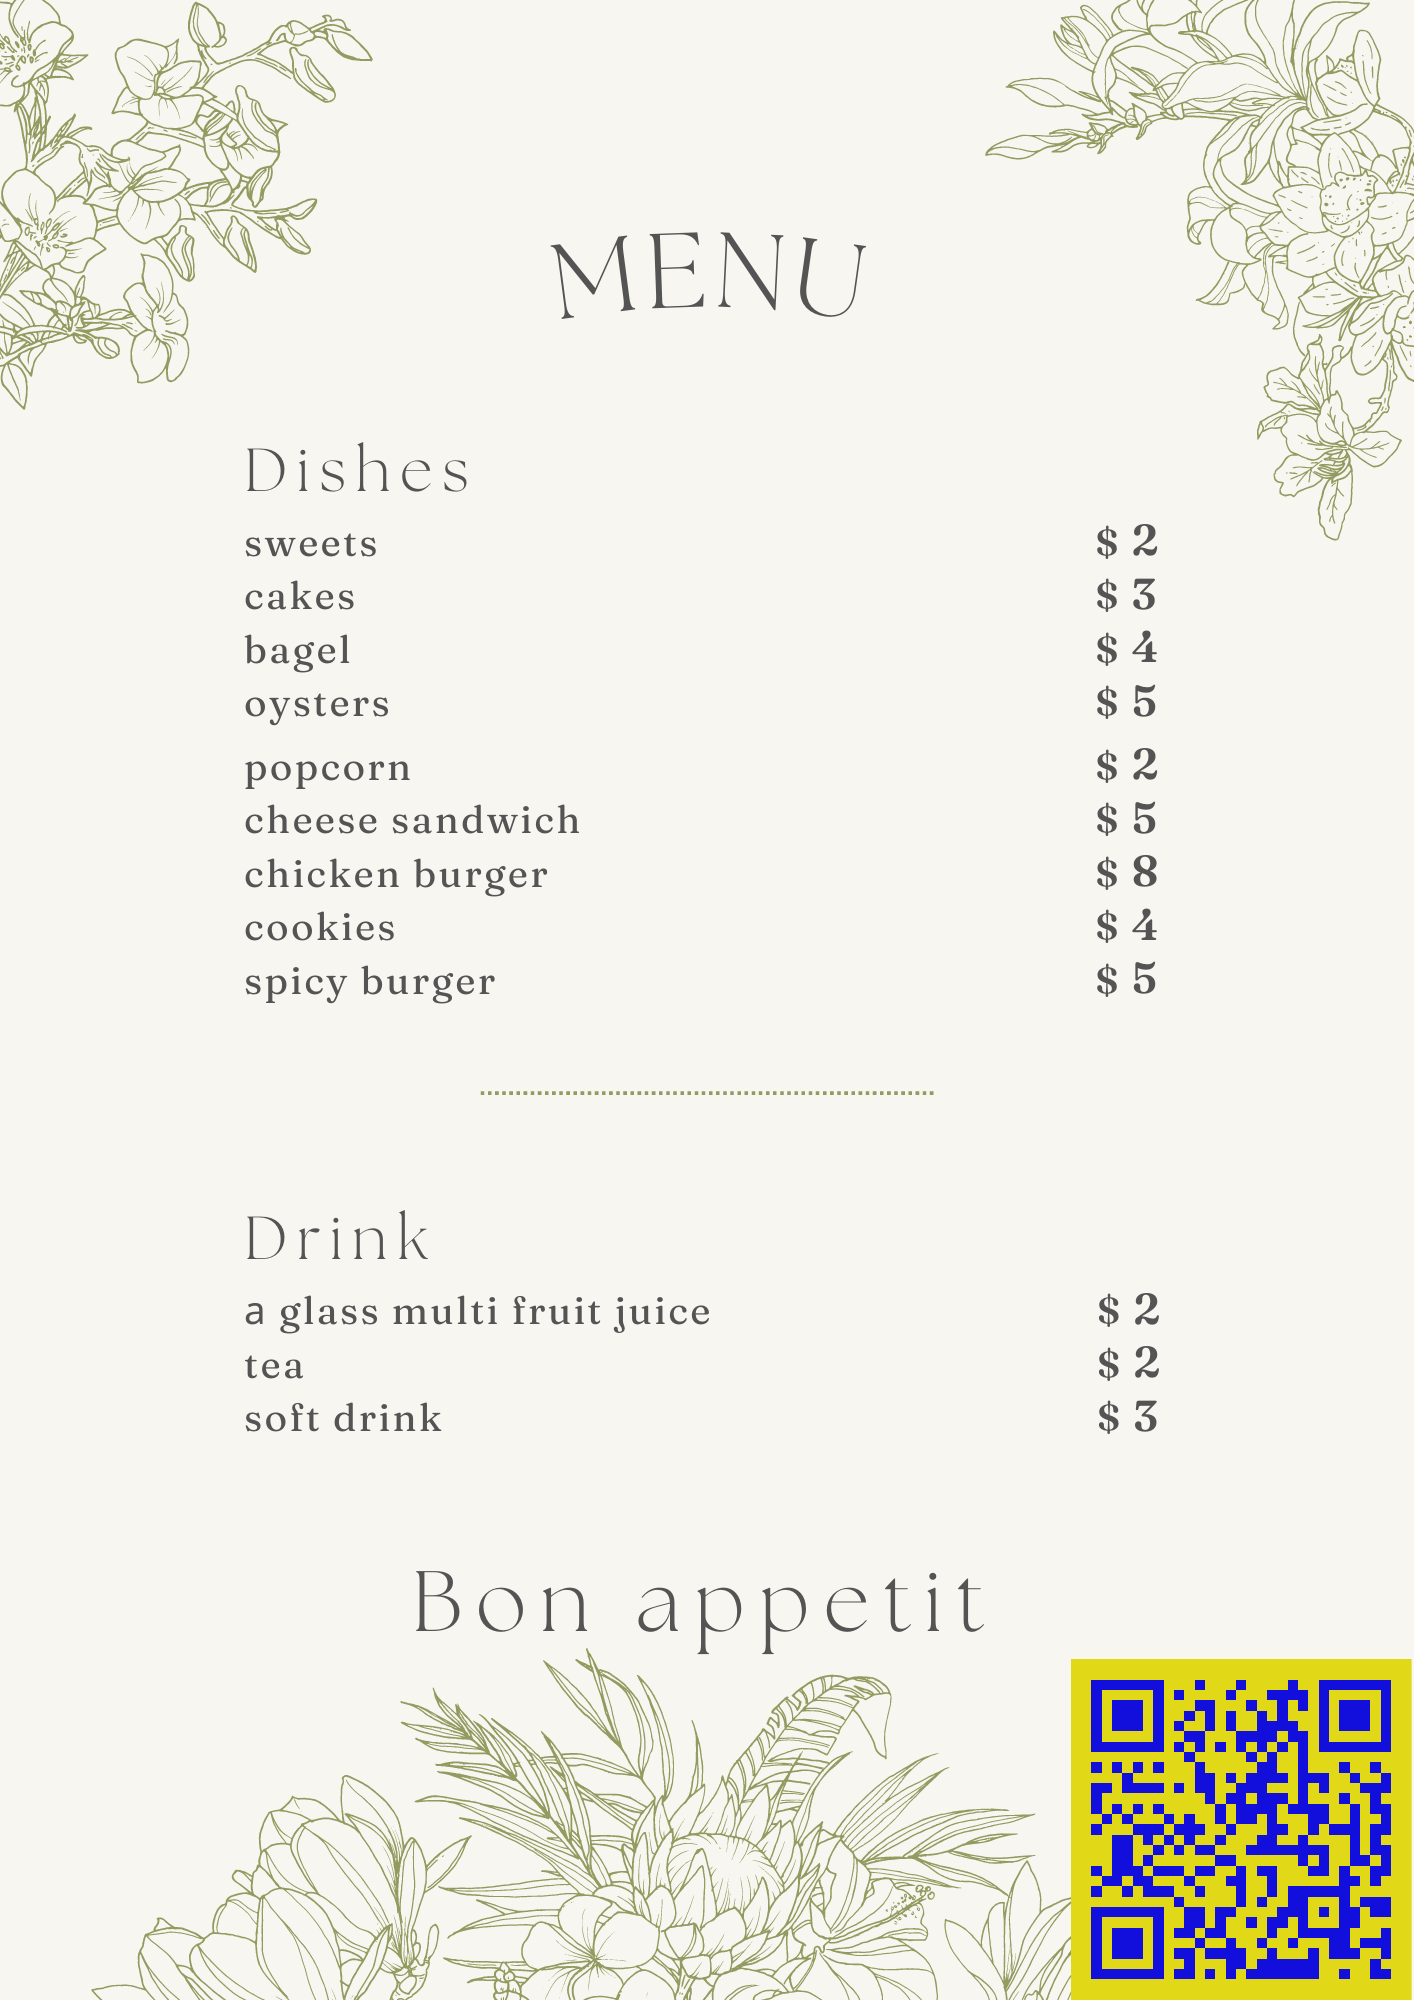 MENU
Dishes
sweets $ 2
cakes $ 3
bagel $ 4
oysters $ 5
popcorn $ 2
cheese sandwich $ 5
chicken burger $ 8
cookies $ 4
spicy burger $ 5
Drink
a glass multi fruit juice $ 2
tea $ 2
soft drink $ 3
Bon appetit